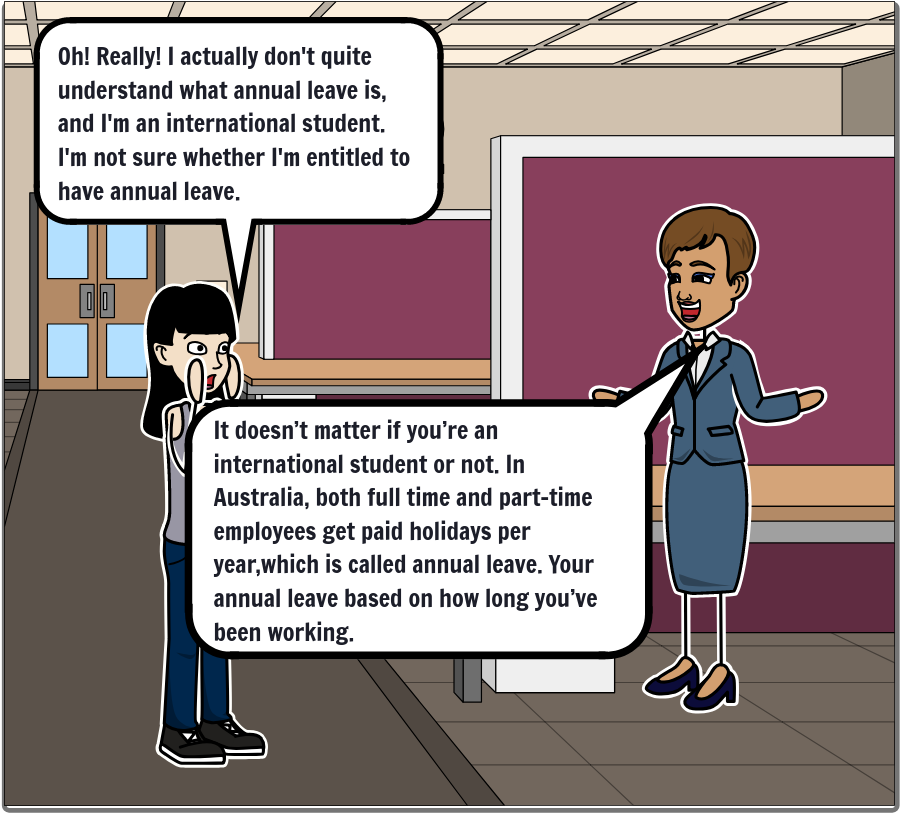 Oh! Really! I actually don't quite
understand what annual leave is,
and I'm an international student.
I'm not sure whether I'm entitled to
have annual leave.
It doesn’t matter if you’re an
international student or not. In
Australia, both full time and part-time
employees get paid holidays per
year,which is called annual leave. Your
annual leave based on how long you’ve
been working.